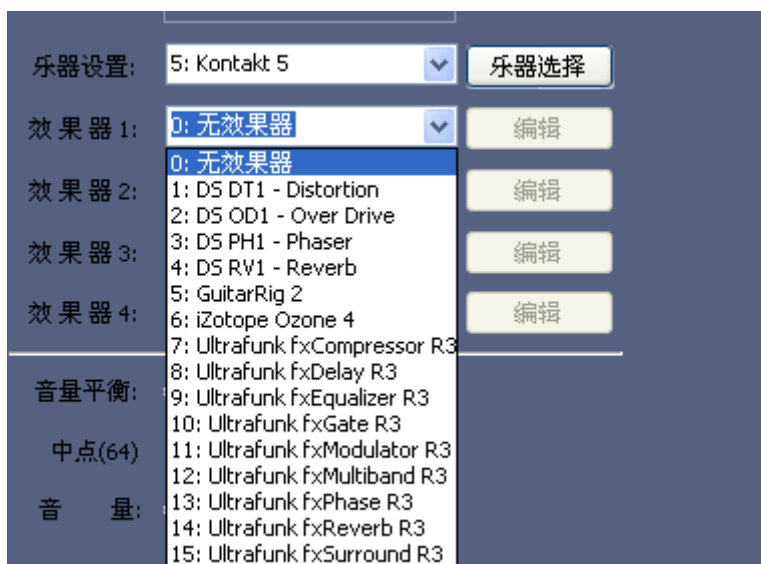 乐器设置: 5: Kontakt 5 乐器选择
效 果 器 1: 0: 无效果器 编辑
0: 无效果器
1: DS DT1 - Distortion
效 果 器 2: 编辑
2: DS OD1 - Over Drive
3: DS PH1 - Phaser
效 果 器 3: 编辑
4: DS RV1 - Reverb
5: GuitarRig 2
效 果 器 4: 编辑
6: iZotope Ozone 4
7: Ultrafunk fxCompressor R3
8: Ultrafunk fxDelay R3
音量平衡:
9: Ultrafunk fxEqualizer R3
10: Ultrafunk fxGate R3
中点(64)
11: Ultrafunk fxModulator R3
12: Ultrafunk fxMultiband R3
音 量:
13: Ultrafunk fxPhase R3
14: Ultrafunk fxReverb R3
15: Ultrafunk fxSurround R3